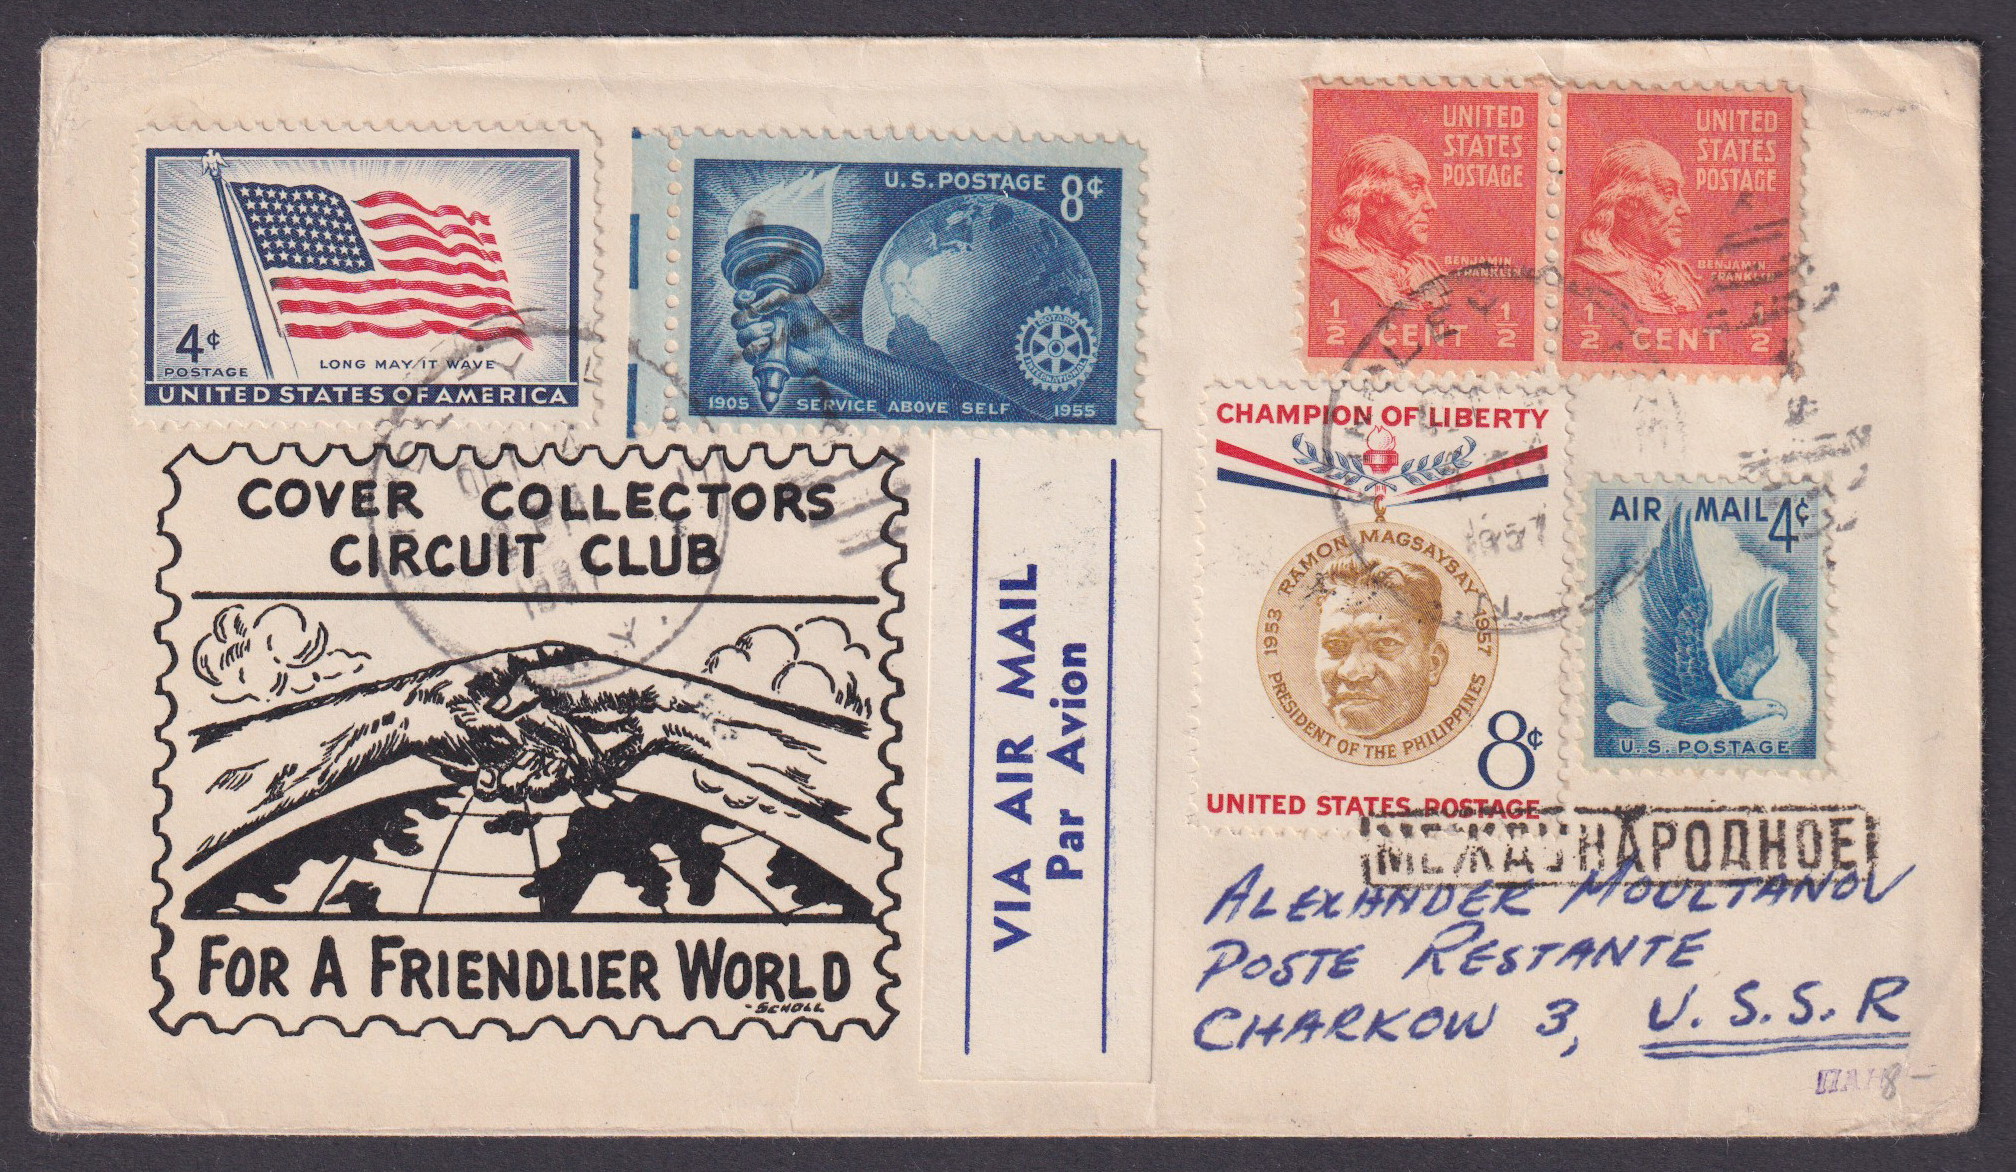 4¢
POSTAGE
LONG MAY IT WAVE
UNITED STATES OF AMERICA
U.S. POSTAGE 8¢
ROTARY
INTERNATIONAL
1905 SERVICE ABOVE SELF 1955
UNITED
STATES
POSTAGE
BENJAMIN
FRANKLIN
1/2 CENT 1/2
UNITED
STATES
POSTAGE
BENJAMIN
FRANKLIN
1/2 CENT 1/2
CHAMPION OF LIBERTY
RAMON MAGSAYSAY
1953 1957
PRESIDENT OF THE PHILIPPINES
8¢
UNITED STATES POSTAGE
AIR MAIL 4¢
U.S. POSTAGE
1957
COVER COLLECTORS
CIRCUIT CLUB
FOR A FRIENDLIER WORLD
-SCHOLL
VIA AIR MAIL
Par Avion
МЕЖДУНАРОДНОЕ
ALEXANDER MOULTANOV
POSTE RESTANTE
CHARKOW 3, U.S.S.R
8-